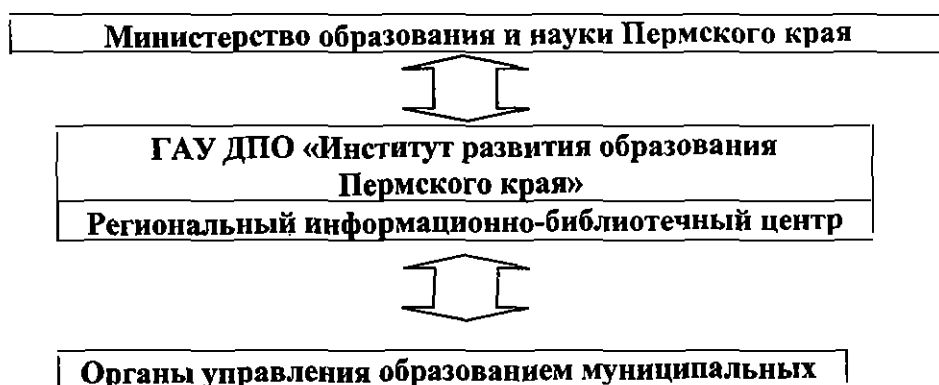 Министерство образования и науки Пермского края
ГАУ ДПО «Институт развития образования
Пермского края»
Региональный информационно-библиотечный центр
Органы управления образованием муниципальных